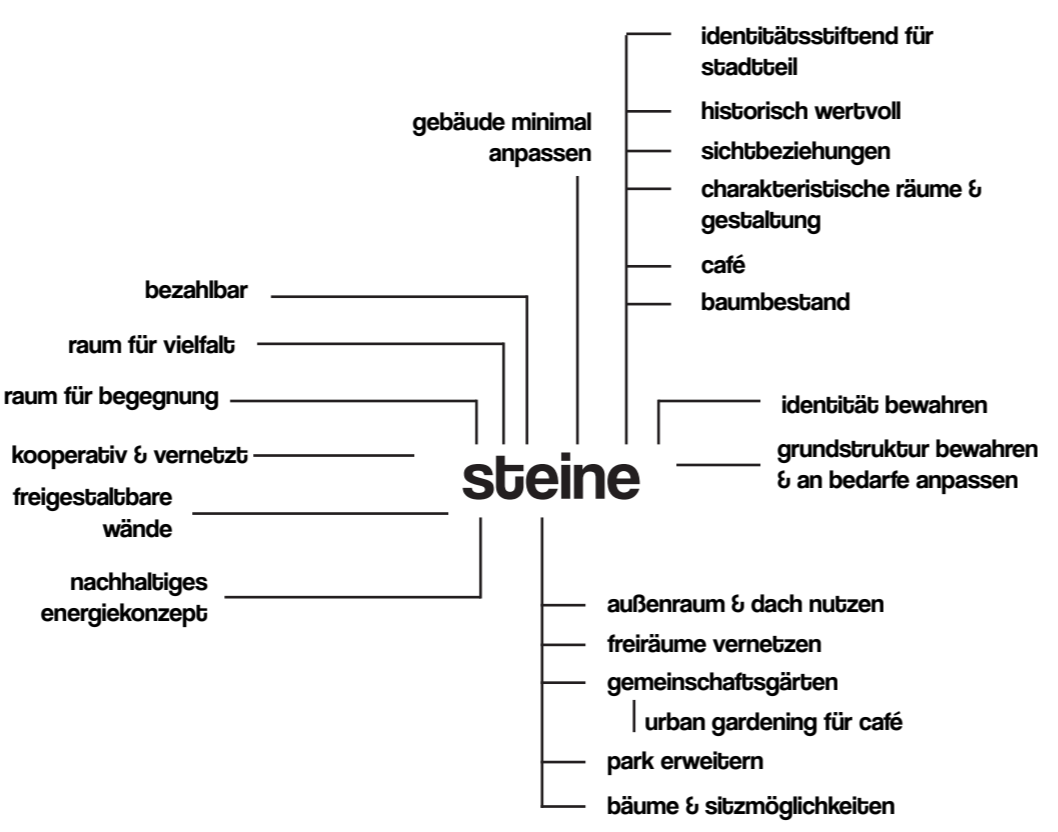 identitätsstiftend für
stadtteil
gebäude minimal
anpassen
historisch wertvoll
sichtbeziehungen
charakteristische räume &
gestaltung
café
baumbestand
bezahlbar
raum für vielfalt
raum für begegnung
kooperativ & vernetzt
freigestaltbare
wände
nachhaltiges
energiekonzept
steine
identität bewahren
grundstruktur bewahren
& an bedarfe anpassen
außenraum & dach nutzen
freiräume vernetzen
gemeinschaftsgärten
urban gardening für café
park erweitern
bäume & sitzmöglichkeiten